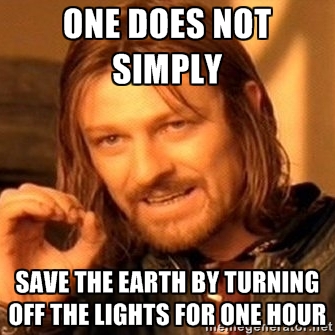 ONE DOES NOT
SIMPLY
SAVE THE EARTH BY TURNING
OFF THE LIGHTS FOR ONE HOUR
memegenerator.net